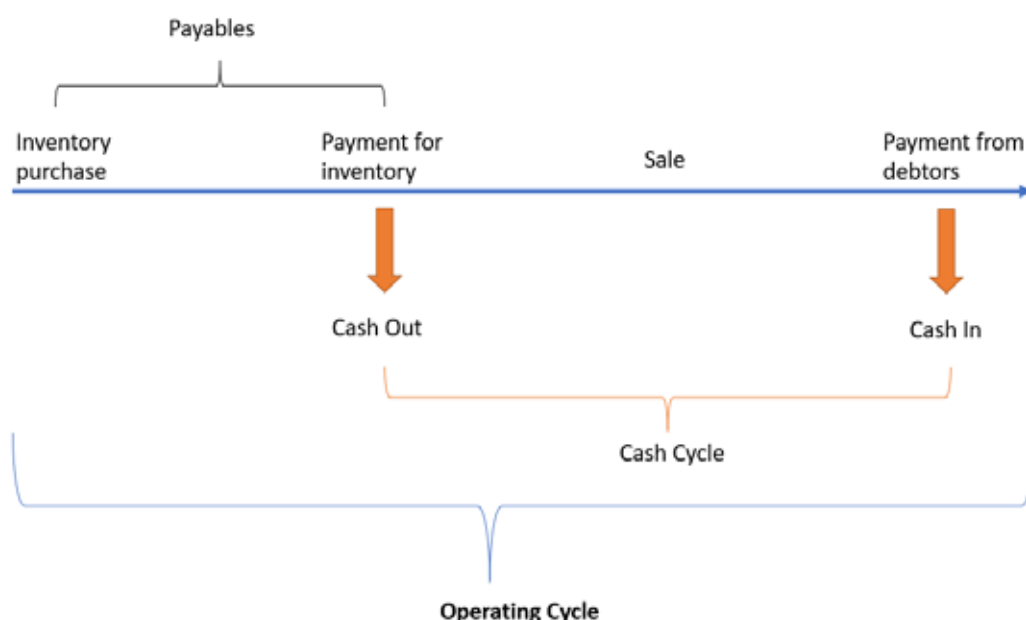 Payables
Inventory
purchase
Payment for
inventory
Sale
Payment from
debtors
Cash Out
Cash In
Cash Cycle
Operating Cycle